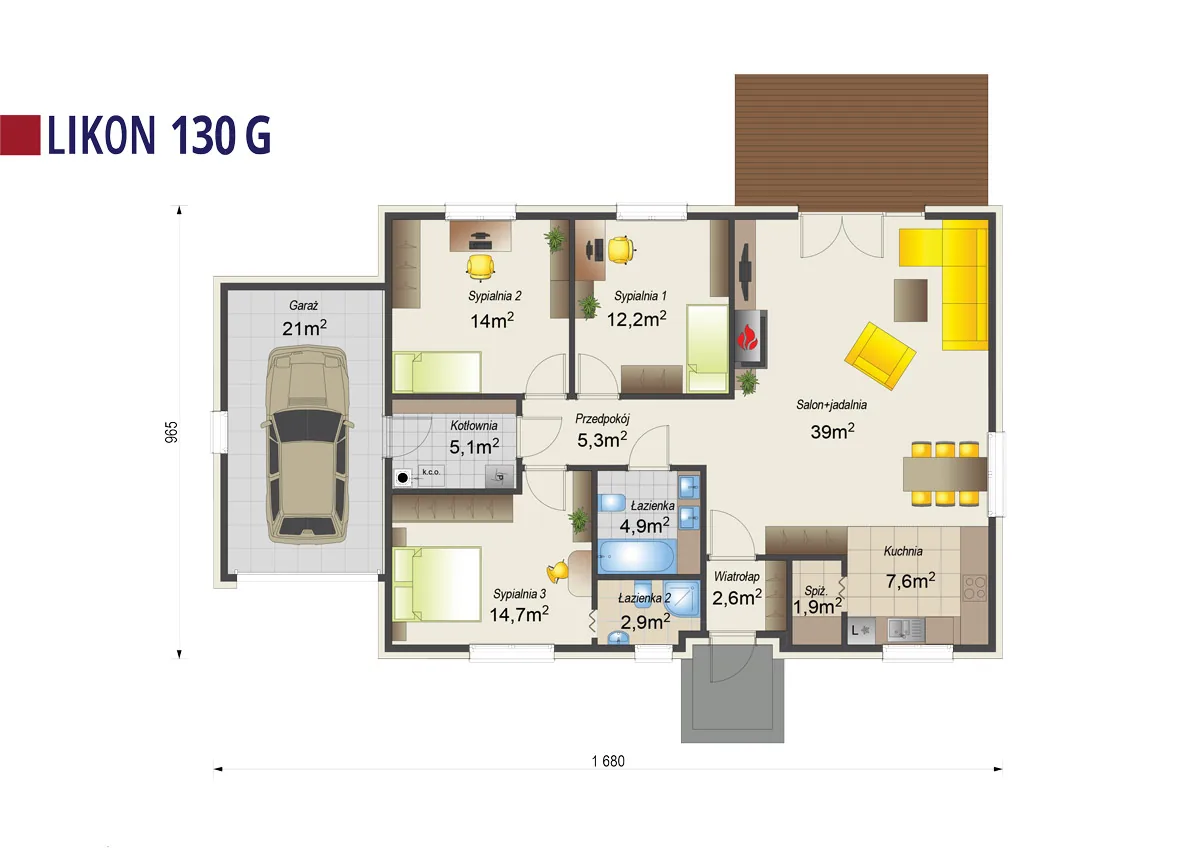 LIKON 130 G
Garaż
21m²
Sypialnia 2
14m²
Sypialnia 1
12,2m²
Salon+jadalnia
39m²
Kotłownia
5,1m²
k.c.o.
Przedpokój
5,3m²
Łazienka
4,9m²
Kuchnia
7,6m²
Sypialnia 3
14,7m²
Łazienka 2
2,9m²
Wiatrołap
2,6m²
Spiż.
1,9m²
L
965
1 680